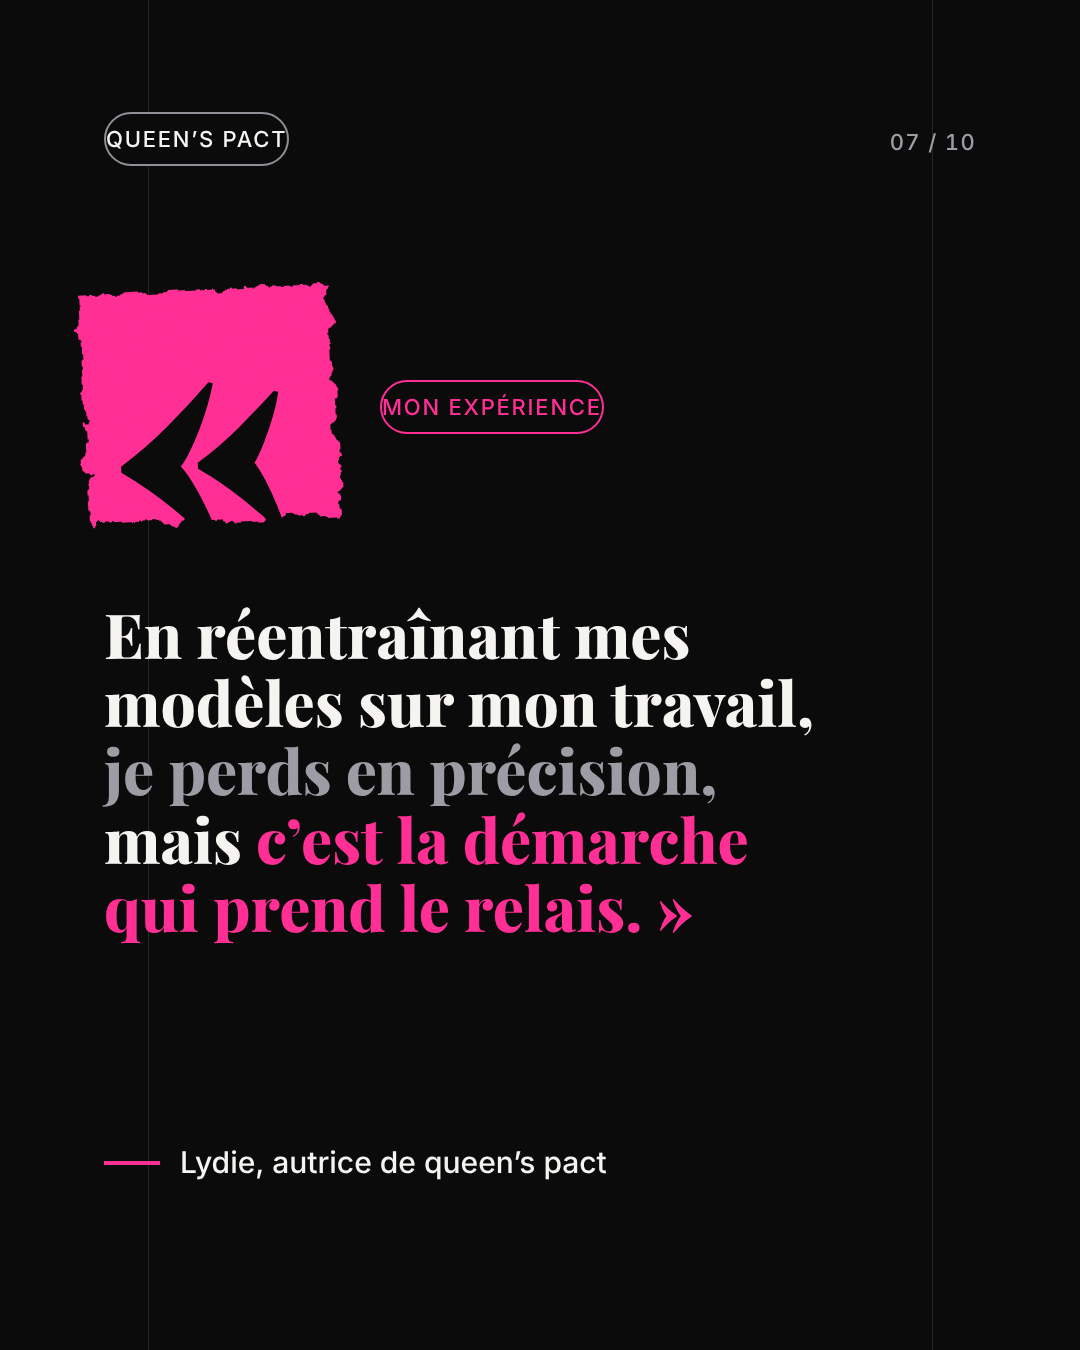 QUEEN’S PACT
07 / 10
«
MON EXPÉRIENCE
En réentraînant mes
modèles sur mon travail,
je perds en précision,
mais c’est la démarche
qui prend le relais. »
Lydie, autrice de queen’s pact